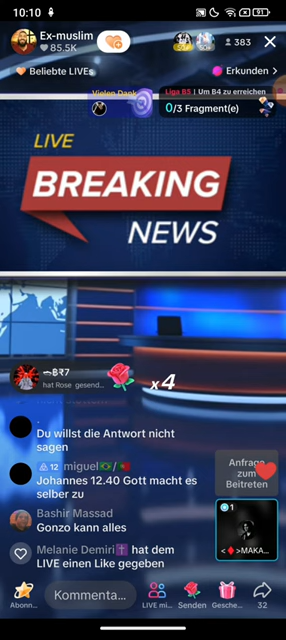 10:10
91
Ex-muslim
85.5K
383
Beliebte LIVEs
Erkunden >
Vielen Dank
Liga B5 | Um B4 zu erreichen
0/3 Fragment(e)
LIVE
BREAKING
NEWS
hat Rose gesend...
x4
Du willst die Antwort nicht
sagen
12 miguel
Johannes 12.40 Gott macht es
selber zu
Bashir Massad
Gonzo kann alles
Melanie Demiri hat dem
LIVE einen Like gegeben
Anfrage
zum
Beitreten
1
<♦️>MAKA...
Abonn...
Kommenta...
LIVE mi...
Senden
Gesche...
32